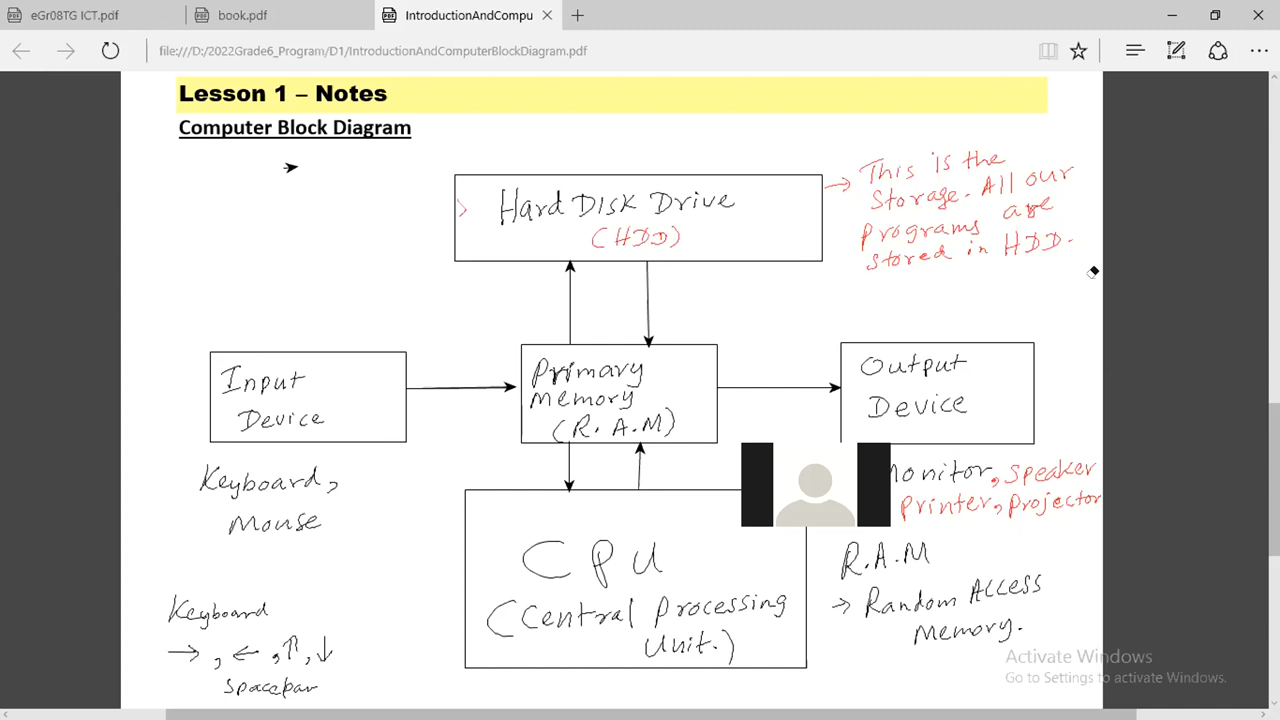 eGr08TG ICT.pdf
book.pdf
IntroductionAndCompu
file:///D:/2022Grade6_Program/D1/IntroductionAndComputerBlockDiagram.pdf
Lesson 1 – Notes
Computer Block Diagram
Hard Disk Drive
(HDD)
This is the
Storage. All our
programs are
stored in HDD.
Input
Device
Primary
Memory
(R.A.M)
Output
Device
Keyboard,
Mouse
Monitor, Speaker
Printer, Projector
CPU
(Central Processing
Unit.)
R.A.M
→ Random Access
Memory.
Keyboard
→, ←, ↑, ↓
Spacebar
Activate Windows
Go to Settings to activate Windows.